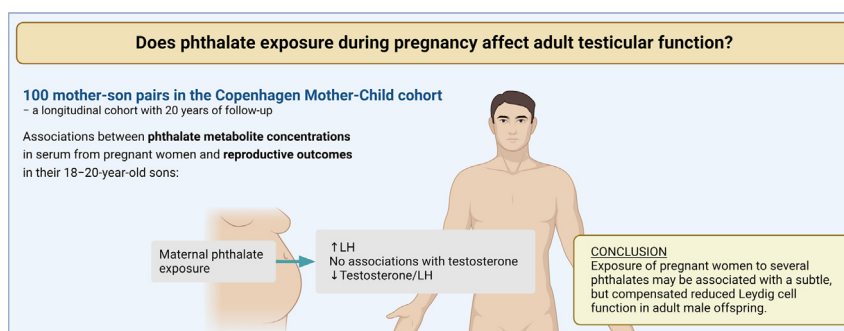 Does phthalate exposure during pregnancy affect adult testicular function?
100 mother-son pairs in the Copenhagen Mother-Child cohort
– a longitudinal cohort with 20 years of follow-up
Associations between phthalate metabolite concentrations
in serum from pregnant women and reproductive outcomes
in their 18–20-year-old sons:
Maternal phthalate
exposure
↑LH
No associations with testosterone
↓Testosterone/LH
CONCLUSION
Exposure of pregnant women to several
phthalates may be associated with a subtle,
but compensated reduced Leydig cell
function in adult male offspring.